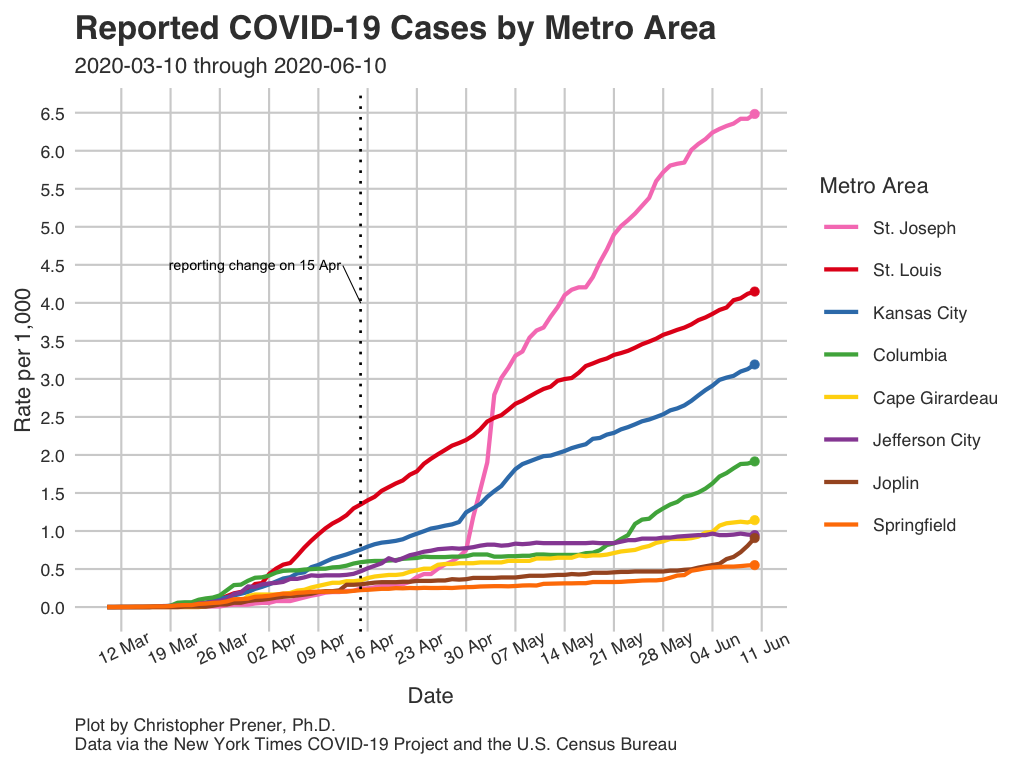 Reported COVID-19 Cases by Metro Area
2020-03-10 through 2020-06-10
Rate per 1,000
6.5
6.0
5.5
5.0
4.5
4.0
3.5
3.0
2.5
2.0
1.5
1.0
0.5
0.0
reporting change on 15 Apr
12 Mar
19 Mar
26 Mar
02 Apr
09 Apr
16 Apr
23 Apr
30 Apr
07 May
14 May
21 May
28 May
04 Jun
11 Jun
Date
Metro Area
St. Joseph
St. Louis
Kansas City
Columbia
Cape Girardeau
Jefferson City
Joplin
Springfield
Plot by Christopher Prener, Ph.D.
Data via the New York Times COVID-19 Project and the U.S. Census Bureau